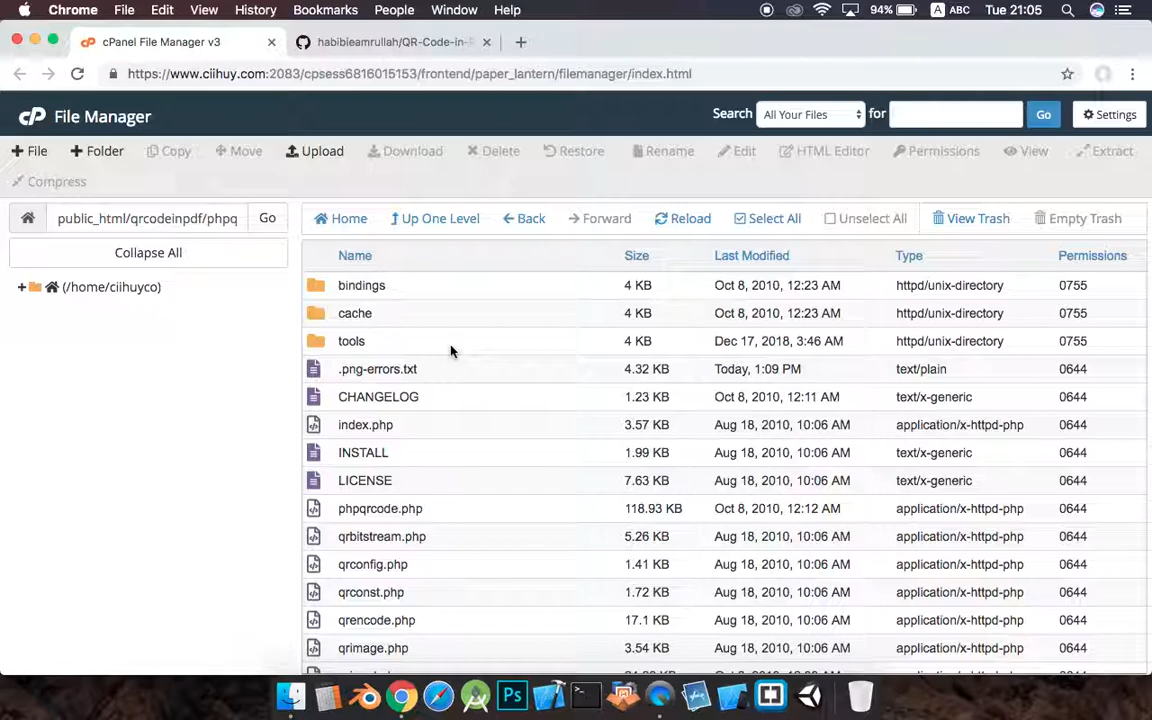 Chrome File Edit View History Bookmarks People Window Help 94% A ABC Tue 21:05
cPanel File Manager v3 habibieamrullah/QR-Code-in-
https://www.ciihuy.com:2083/cpsess6816015153/frontend/paper_lantern/filemanager/index.html
cP File Manager Search All Your Files for Go Settings
File Folder Copy Move Upload Download Delete Restore Rename Edit HTML Editor Permissions View Extract
Compress
public_html/qrcodeinpdf/phpq Go Home Up One Level Back Forward Reload Select All Unselect All View Trash Empty Trash
Collapse All
Name Size Last Modified Type Permissions
(/home/ciihuyco)
bindings 4 KB Oct 8, 2010, 12:23 AM httpd/unix-directory 0755
cache 4 KB Oct 8, 2010, 12:23 AM httpd/unix-directory 0755
tools 4 KB Dec 17, 2018, 3:46 AM httpd/unix-directory 0755
.png-errors.txt 4.32 KB Today, 1:09 PM text/plain 0644
CHANGELOG 1.23 KB Oct 8, 2010, 12:11 AM text/x-generic 0644
index.php 3.57 KB Aug 18, 2010, 10:06 AM application/x-httpd-php 0644
INSTALL 1.99 KB Aug 18, 2010, 10:06 AM text/x-generic 0644
LICENSE 7.63 KB Aug 18, 2010, 10:06 AM text/x-generic 0644
phpqrcode.php 118.93 KB Oct 8, 2010, 12:12 AM application/x-httpd-php 0644
qrbitstream.php 5.26 KB Aug 18, 2010, 10:06 AM application/x-httpd-php 0644
qrconfig.php 1.41 KB Aug 18, 2010, 10:06 AM application/x-httpd-php 0644
qrconst.php 1.72 KB Aug 18, 2010, 10:06 AM application/x-httpd-php 0644
qrencode.php 17.1 KB Aug 18, 2010, 10:06 AM application/x-httpd-php 0644
qrimage.php 3.54 KB Aug 18, 2010, 10:06 AM application/x-httpd-php 0644
Ps